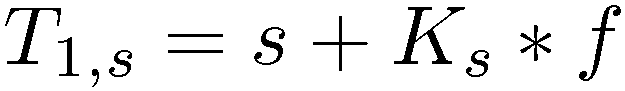 T_{1,s} = s + K_s * f